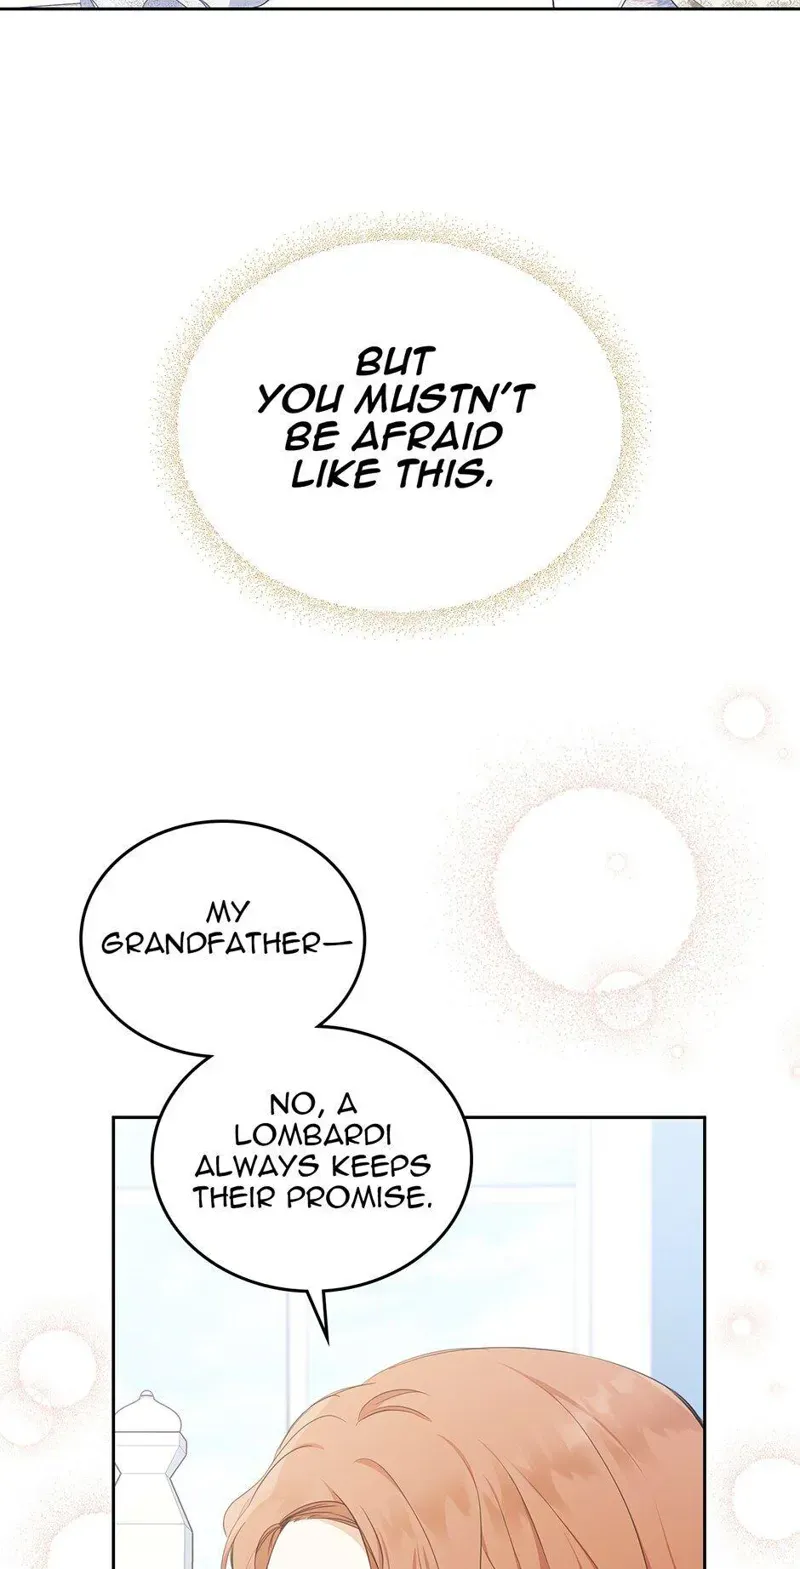 BUT
YOU MUSTN'T
BE AFRAID
LIKE THIS.
MY
GRANDFATHER—
NO, A
LOMBARDI
ALWAYS KEEPS
THEIR PROMISE.